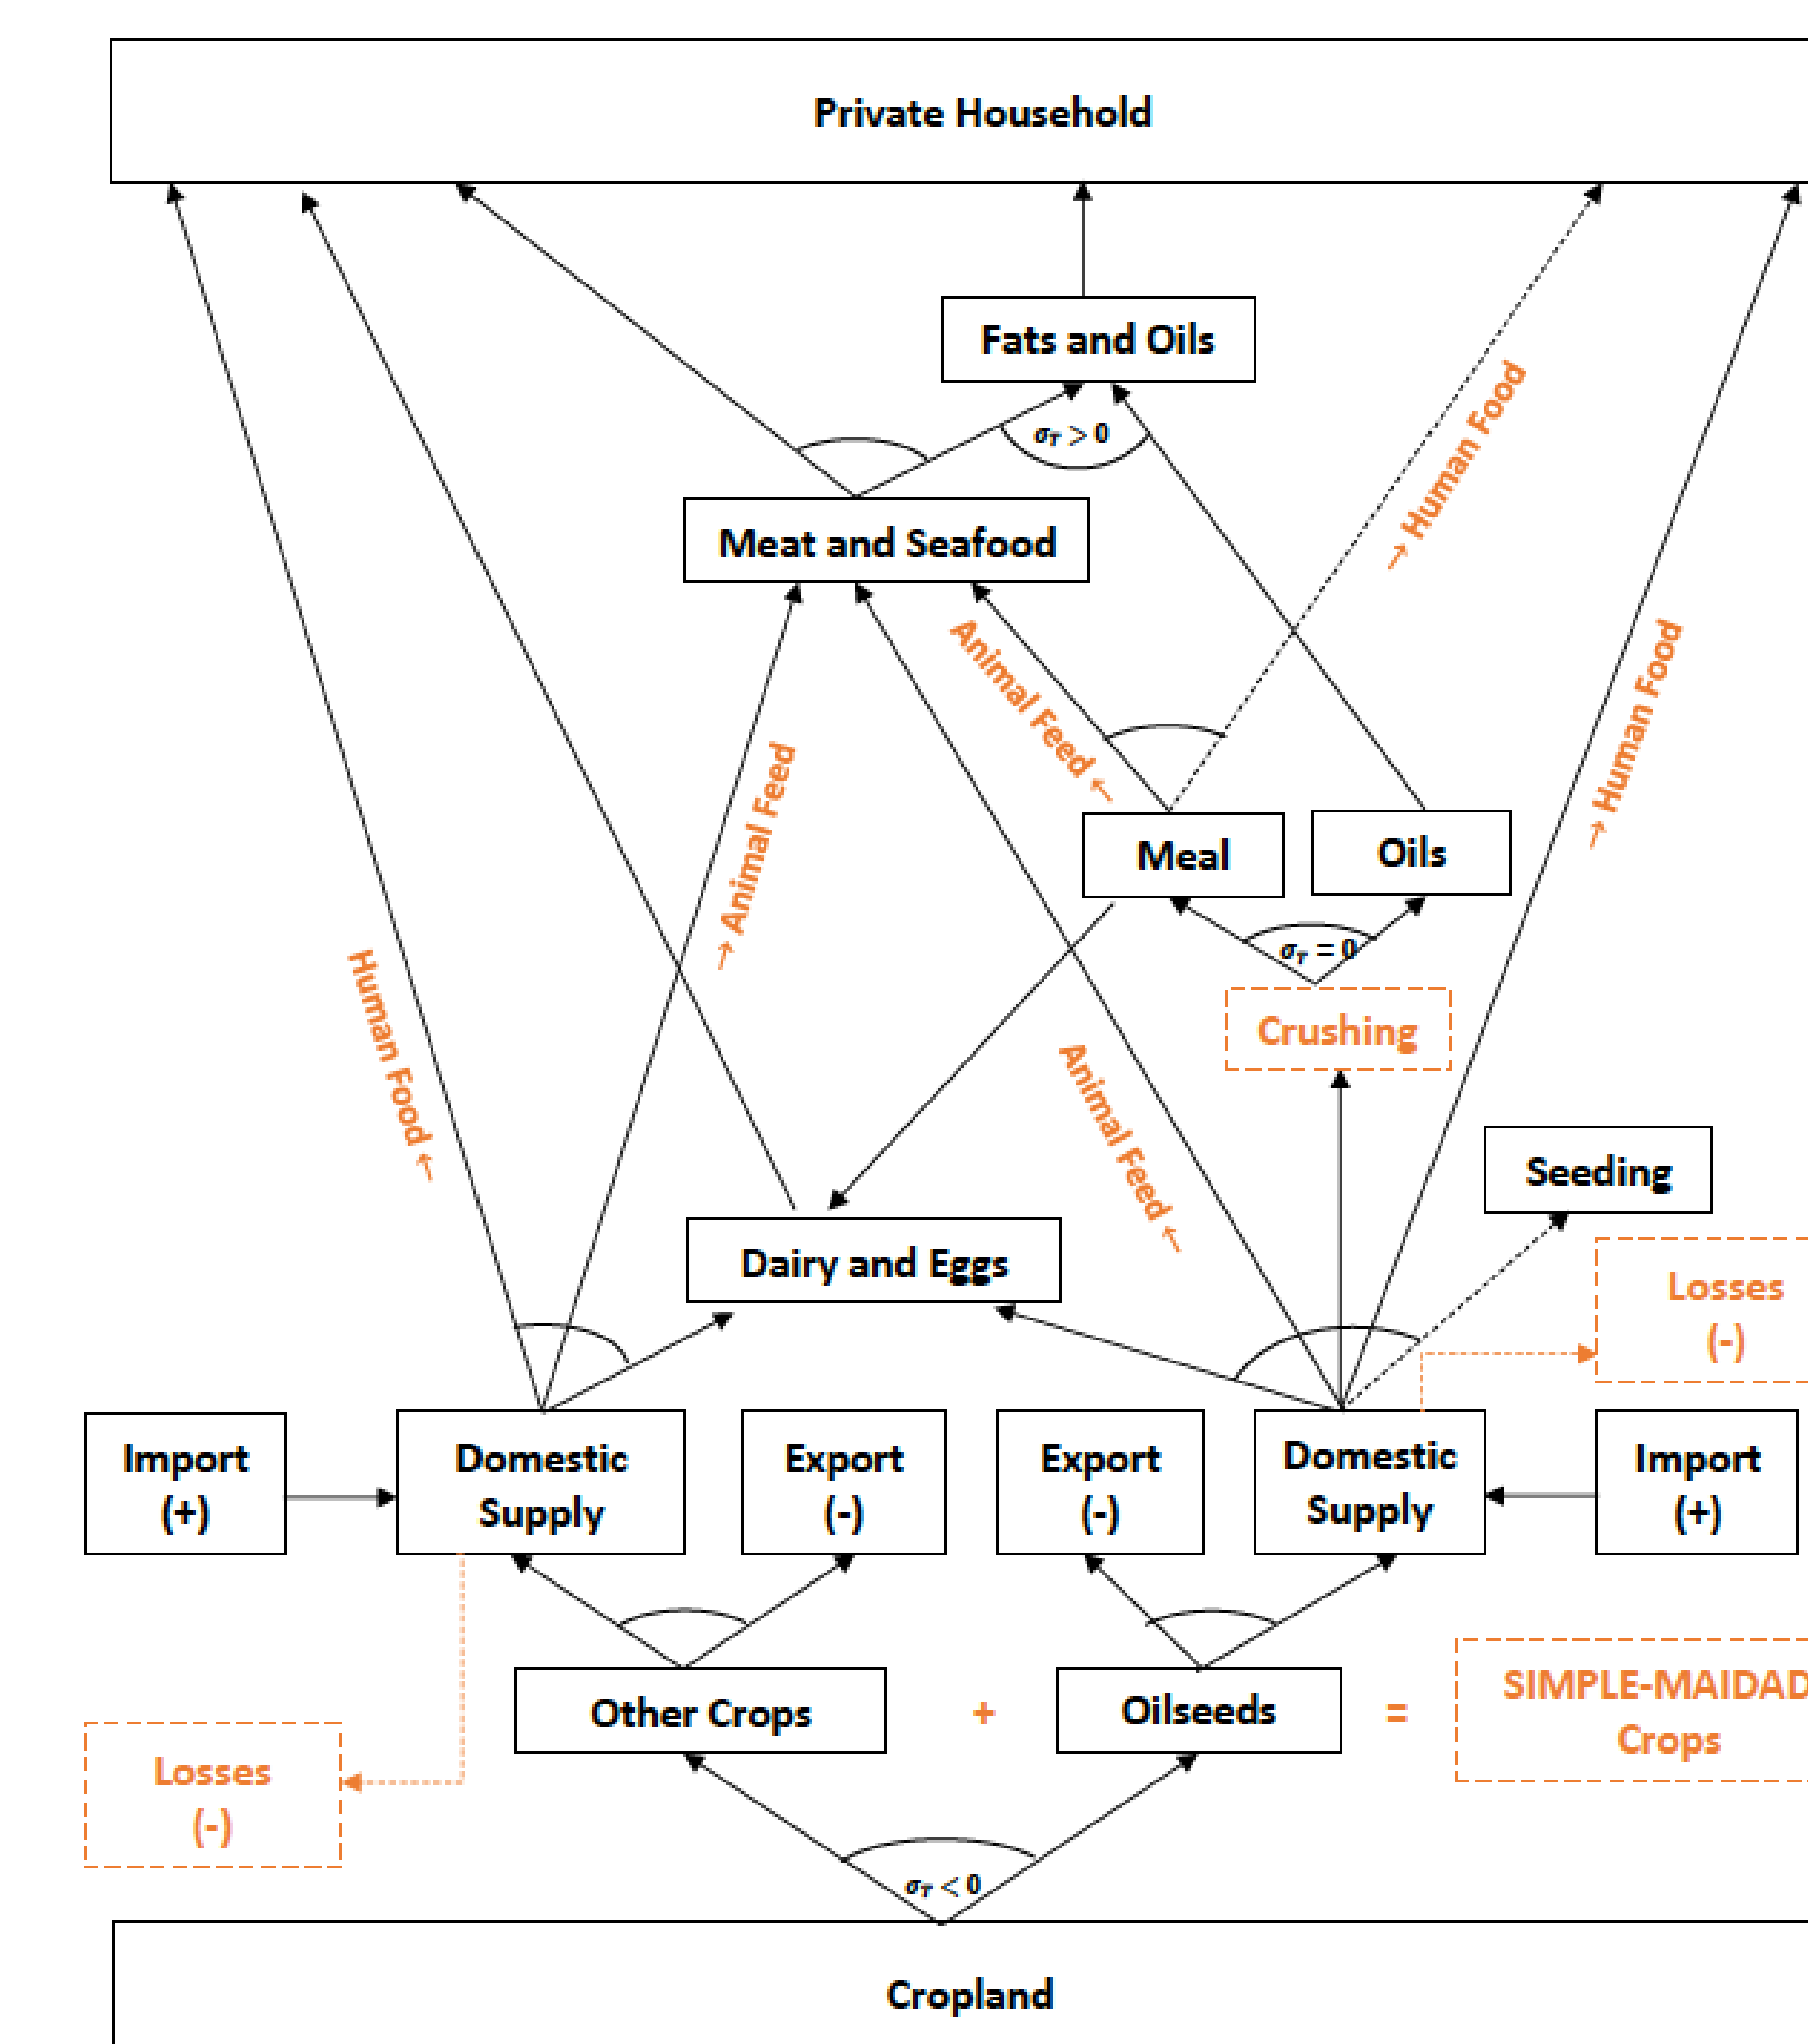 Private Household
Fats and Oils
σT > 0
→ Human Food
Meat and Seafood
Animal Feed ←
→ Human Food
→ Animal Feed
Meal
Oils
σT = 0
Human Food ←
Crushing
Animal Feed ←
Seeding
Dairy and Eggs
Losses
(-)
Import
(+)
Domestic
Supply
Export
(-)
Export
(-)
Domestic
Supply
Import
(+)
Other Crops
+
Oilseeds
=
SIMPLE-MAIDAD
Crops
Losses
(-)
σT < 0
Cropland